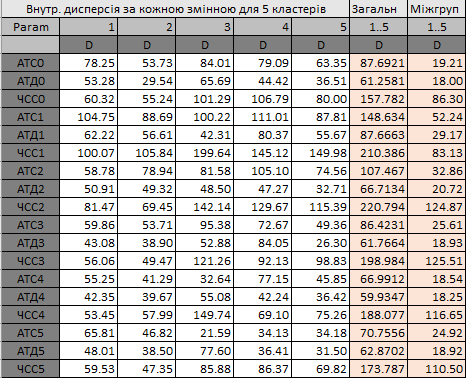 Внутр. дисперсія за кожною змінною для 5 кластерів Загальн Міжгруп
Param 1 2 3 4 5 1..5 1..5
D D D D D D D
АТС0 78.25 53.73 84.01 79.09 63.35 87.6921 19.21
АТД0 53.28 29.54 65.69 44.42 36.51 61.2581 18.00
ЧСС0 60.32 55.24 101.29 106.79 80.00 157.782 86.30
АТС1 104.75 88.69 100.22 111.01 87.81 148.634 52.24
АТД1 62.22 56.61 42.31 80.37 55.67 87.6663 29.17
ЧСС1 100.07 105.84 199.64 145.12 149.98 210.386 83.13
АТС2 58.78 78.94 81.58 105.10 74.56 107.467 32.86
АТД2 50.91 49.32 48.50 47.27 32.71 66.7134 20.72
ЧСС2 81.47 69.45 142.14 129.67 115.39 220.794 124.87
АТС3 59.86 53.71 95.38 72.67 49.36 86.4231 25.61
АТД3 43.08 38.90 52.88 84.05 26.30 61.7664 18.93
ЧСС3 56.06 49.47 121.26 92.13 98.83 198.984 125.51
АТС4 55.25 41.29 32.64 77.15 45.85 66.9912 18.54
АТД4 42.35 39.67 55.08 42.24 36.42 59.9347 18.25
ЧСС4 53.45 57.99 149.74 69.10 75.26 188.077 116.65
АТС5 65.81 46.82 21.59 34.13 34.18 70.7556 24.92
АТД5 48.01 38.50 77.60 36.41 31.50 62.8702 18.92
ЧСС5 59.53 47.35 85.88 86.37 69.82 173.787 110.50